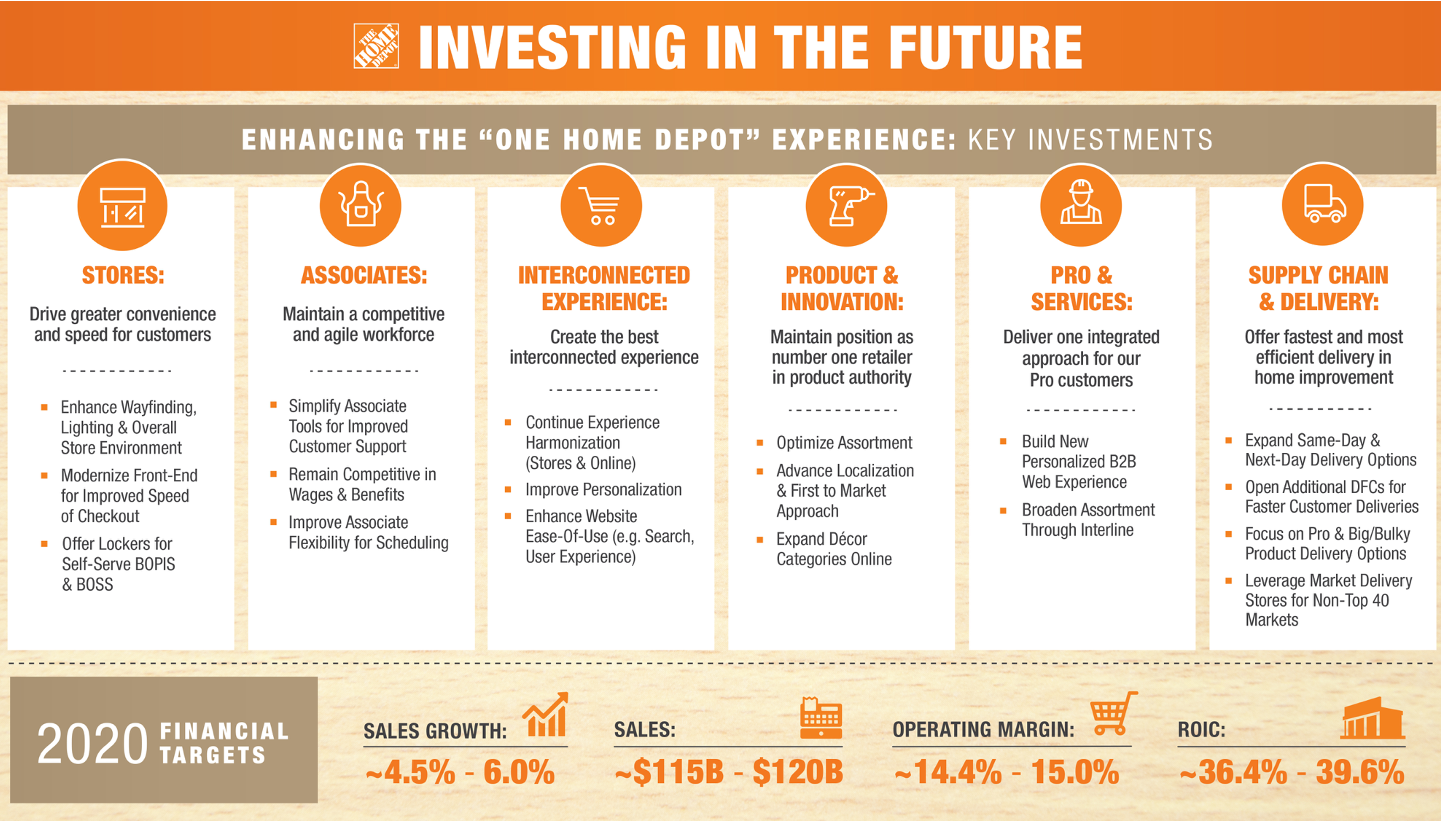 THE HOME DEPOT
INVESTING IN THE FUTURE
ENHANCING THE “ONE HOME DEPOT” EXPERIENCE: KEY INVESTMENTS
STORES:
Drive greater convenience
and speed for customers
Enhance Wayfinding,
Lighting & Overall
Store Environment
Modernize Front-End
for Improved Speed
of Checkout
Offer Lockers for
Self-Serve BOPIS
& BOSS
ASSOCIATES:
Maintain a competitive
and agile workforce
Simplify Associate
Tools for Improved
Customer Support
Remain Competitive in
Wages & Benefits
Improve Associate
Flexibility for Scheduling
INTERCONNECTED
EXPERIENCE:
Create the best
interconnected experience
Continue Experience
Harmonization
(Stores & Online)
Improve Personalization
Enhance Website
Ease-Of-Use (e.g. Search,
User Experience)
PRODUCT &
INNOVATION:
Maintain position as
number one retailer
in product authority
Optimize Assortment
Advance Localization
& First to Market
Approach
Expand Décor
Categories Online
PRO &
SERVICES:
Deliver one integrated
approach for our
Pro customers
Build New
Personalized B2B
Web Experience
Broaden Assortment
Through Interline
SUPPLY CHAIN
& DELIVERY:
Offer fastest and most
efficient delivery in
home improvement
Expand Same-Day &
Next-Day Delivery Options
Open Additional DFCs for
Faster Customer Deliveries
Focus on Pro & Big/Bulky
Product Delivery Options
Leverage Market Delivery
Stores for Non-Top 40
Markets
2020 FINANCIAL
TARGETS
SALES GROWTH:
~4.5% - 6.0%
SALES:
~$115B - $120B
OPERATING MARGIN:
~14.4% - 15.0%
ROIC:
~36.4% - 39.6%